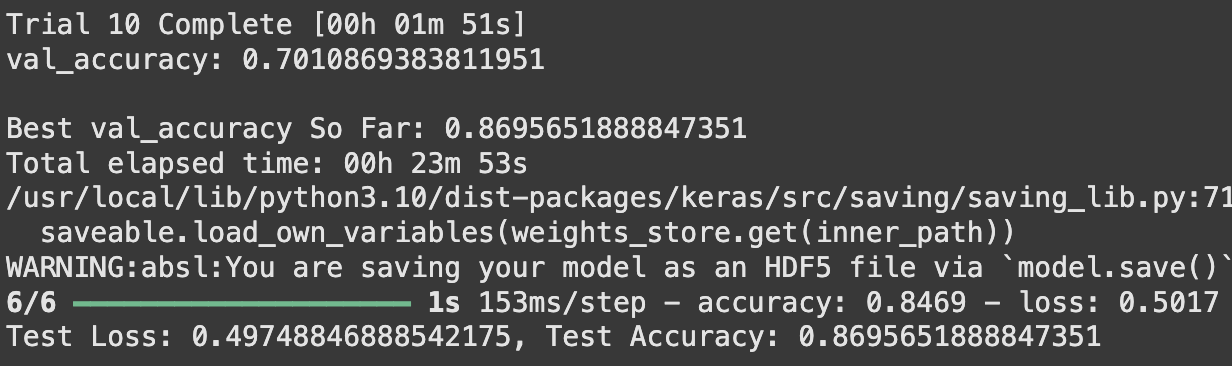 Trial 10 Complete [00h 01m 51s]
val_accuracy: 0.7010869383811951
Best val_accuracy So Far: 0.8695651888847351
Total elapsed time: 00h 23m 53s
/usr/local/lib/python3.10/dist-packages/keras/src/saving/saving_lib.py:71
saveable.load_own_variables(weights_store.get(inner_path))
WARNING:absl:You are saving your model as an HDF5 file via `model.save()`
6/6 ━━━━━━━━━━━━━━━━━━━━ 1s 153ms/step - accuracy: 0.8469 - loss: 0.5017
Test Loss: 0.49748846888542175, Test Accuracy: 0.8695651888847351